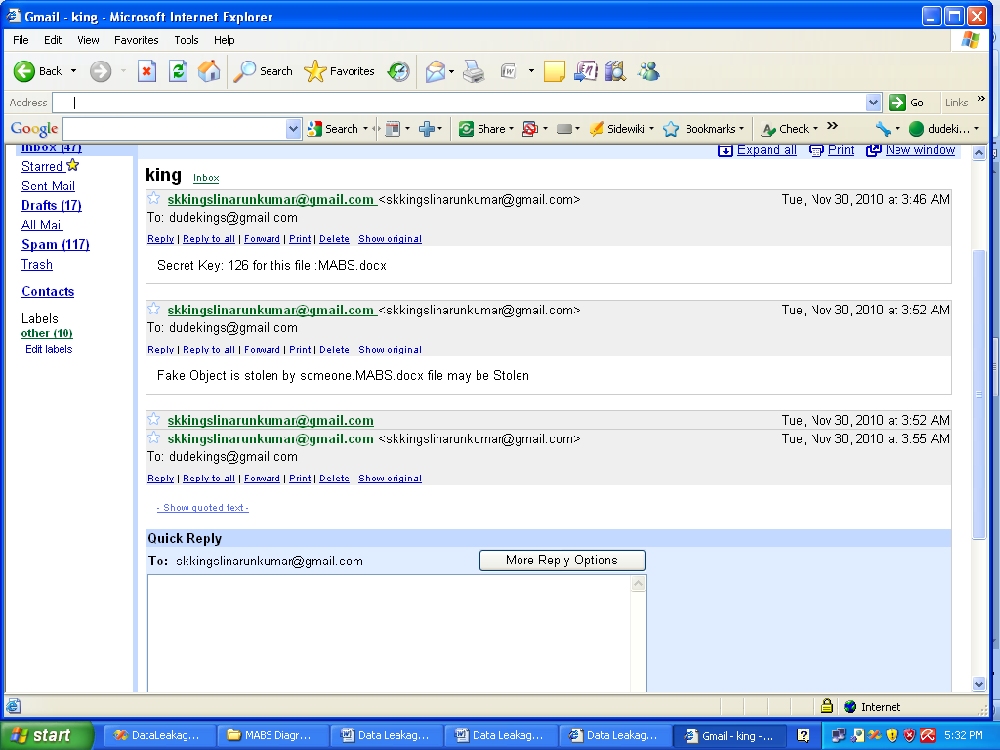 Gmail - king - Microsoft Internet Explorer
File Edit View Favorites Tools Help
Back Search Favorites
Address Go Links »
Google Search Share Sidewiki Bookmarks Check » dudeki...
Inbox (47)
Expand all Print New window
Starred
Sent Mail
Drafts (17)
All Mail
Spam (117)
Trash
Contacts
Labels
other (10)
Edit labels
king Inbox
skkingslinarunkumar@gmail.com <skkingslinarunkumar@gmail.com> Tue, Nov 30, 2010 at 3:46 AM
To: dudekings@gmail.com
Reply | Reply to all | Forward | Print | Delete | Show original
Secret Key: 126 for this file :MABS.docx
skkingslinarunkumar@gmail.com <skkingslinarunkumar@gmail.com> Tue, Nov 30, 2010 at 3:52 AM
To: dudekings@gmail.com
Reply | Reply to all | Forward | Print | Delete | Show original
Fake Object is stolen by someone.MABS.docx file may be Stolen
skkingslinarunkumar@gmail.com Tue, Nov 30, 2010 at 3:52 AM
skkingslinarunkumar@gmail.com <skkingslinarunkumar@gmail.com> Tue, Nov 30, 2010 at 3:55 AM
To: dudekings@gmail.com
Reply | Reply to all | Forward | Print | Delete | Show original
- Show quoted text -
Quick Reply
To: skkingslinarunkumar@gmail.com More Reply Options
Internet
start DataLeakag... MABS Diagr... Data Leakag... Data Leakag... Data Leakag... Gmail - king -... 5:32 PM